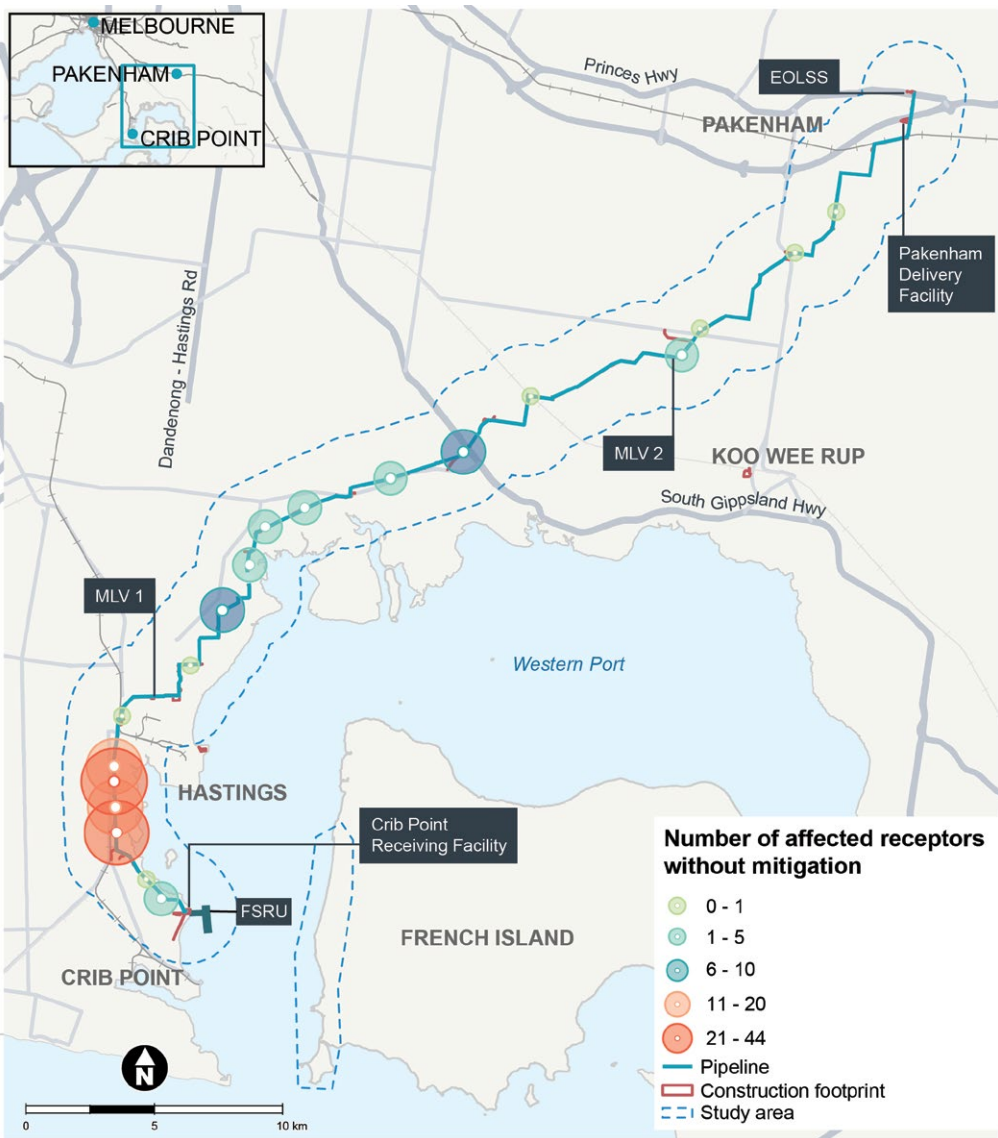 MELBOURNE
PAKENHAM
CRIB POINT
Princes Hwy
EOLSS
PAKENHAM
Pakenham
Delivery
Facility
Dandenong - Hastings Rd
MLV 2
KOO WEE RUP
South Gippsland Hwy
MLV 1
Western Port
HASTINGS
Crib Point
Receiving Facility
FSRU
FRENCH ISLAND
CRIB POINT
N
0
5
10 km
Number of affected receptors
without mitigation
0 - 1
1 - 5
6 - 10
11 - 20
21 - 44
Pipeline
Construction footprint
Study area